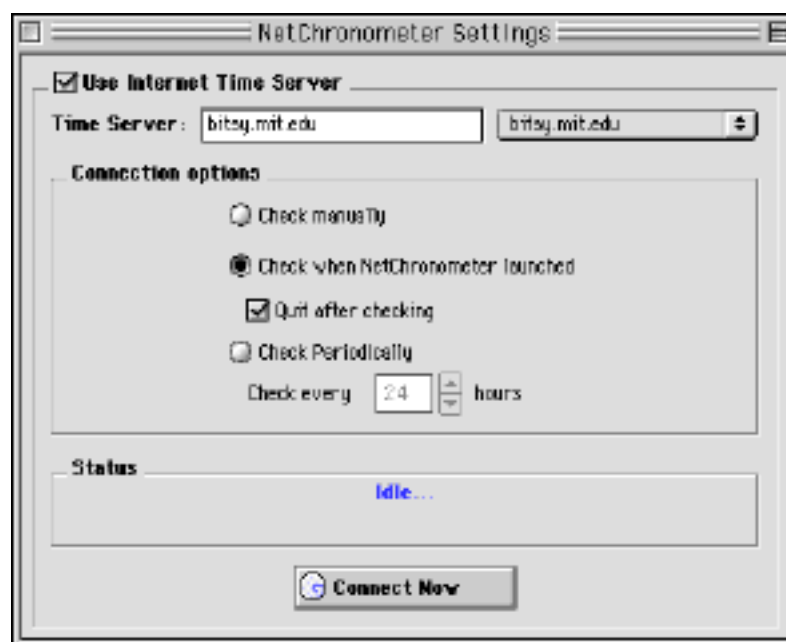 NetChronometer Settings
Use Internet Time Server
Time Server: bitsy.mit.edu bitsy.mit.edu
Connection options
Check manually
Check when NetChronometer launched
Quit after checking
Check Periodically
Check every 24 hours
Status
Idle...
Connect Now